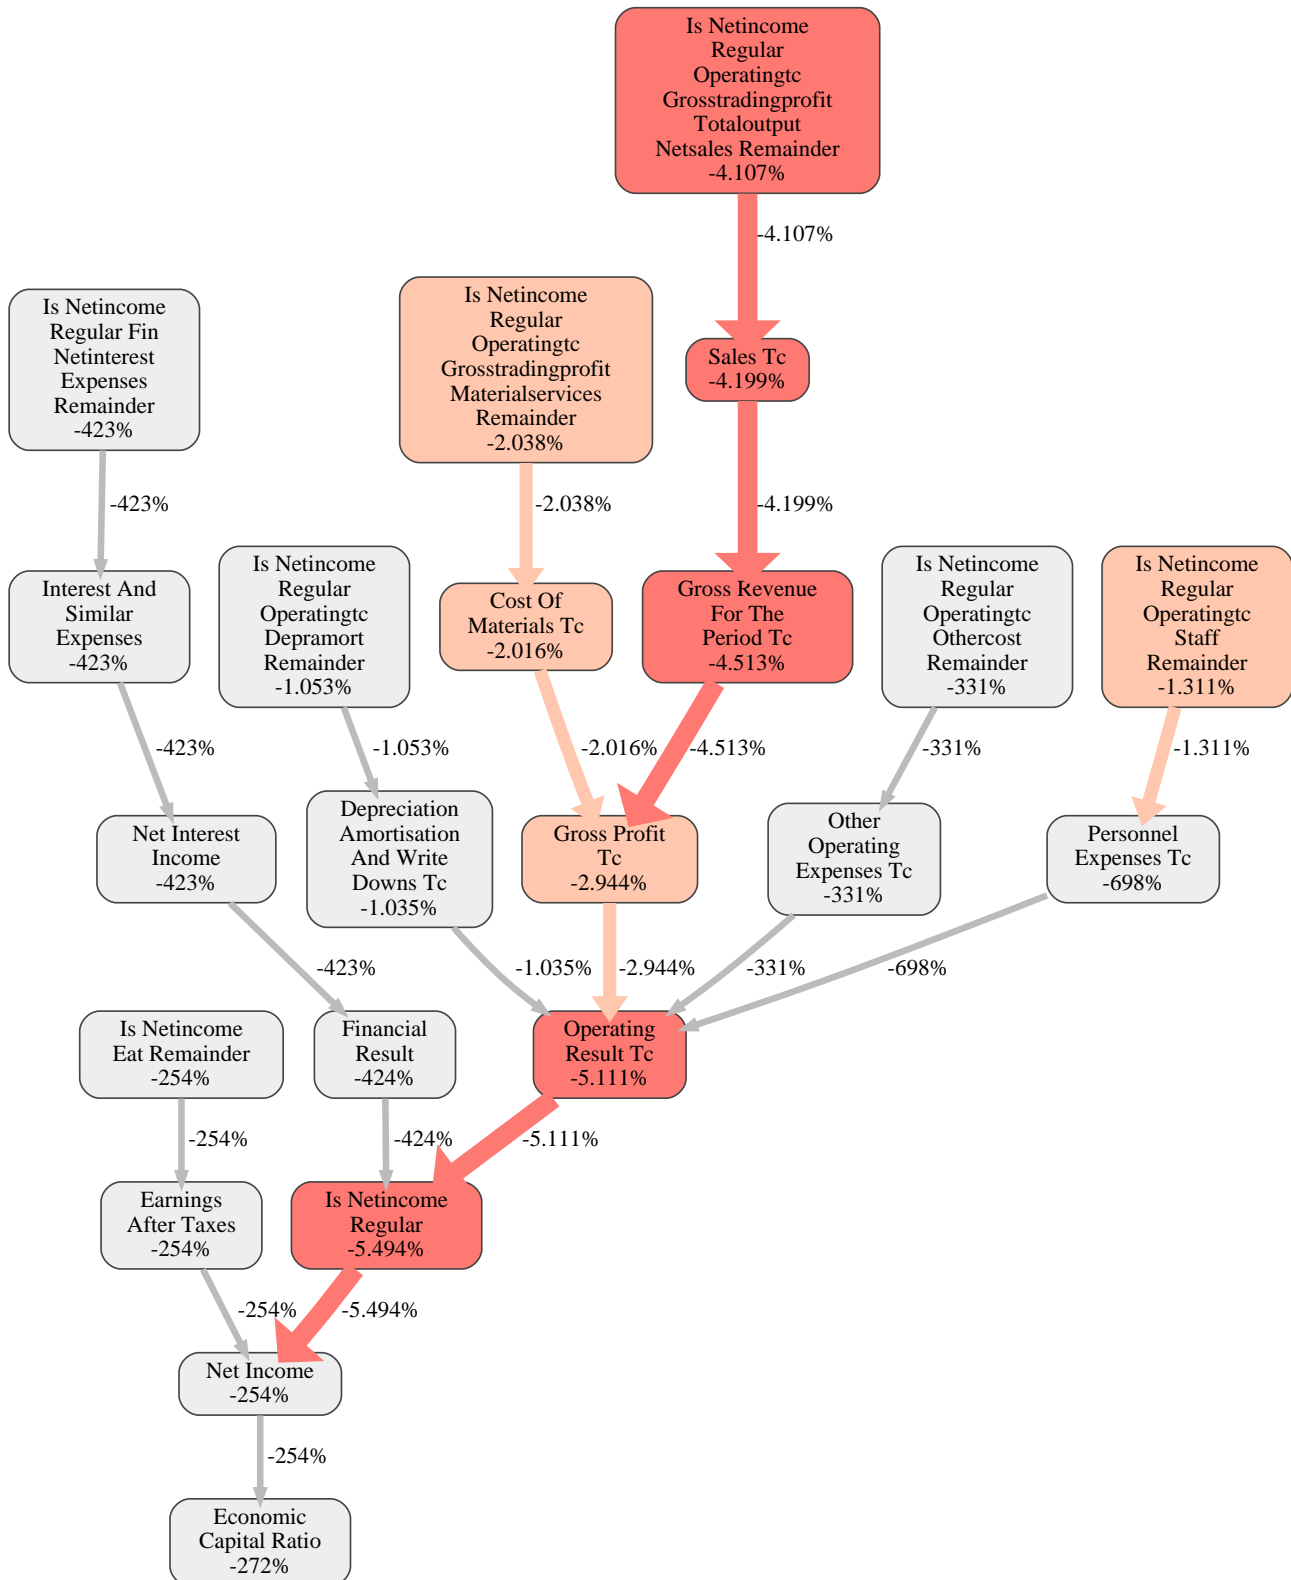 Is Netincome
Regular
Operatingtc
Grosstradingprofit
Totaloutput
Netsales Remainder
-4.107%
-4.107%
Is Netincome
Regular Fin
Netinterest
Expenses
Remainder
-423%
Is Netincome
Regular
Operatingtc
Grosstradingprofit
Materialservices
Remainder
-2.038%
Sales Tc
-4.199%
-423%
-2.038%
-4.199%
Interest And
Similar
Expenses
-423%
Is Netincome
Regular
Operatingtc
Depramort
Remainder
-1.053%
Cost Of
Materials Tc
-2.016%
Gross Revenue
For The
Period Tc
-4.513%
Is Netincome
Regular
Operatingtc
Othercost
Remainder
-331%
Is Netincome
Regular
Operatingtc
Staff
Remainder
-1.311%
-423%
-1.053%
-2.016%
-4.513%
-331%
-1.311%
Net Interest
Income
-423%
Depreciation
Amortisation
And Write
Downs Tc
-1.035%
Gross Profit
Tc
-2.944%
Other
Operating
Expenses Tc
-331%
Personnel
Expenses Tc
-698%
-423%
-1.035%
-2.944%
-331%
-698%
Is Netincome
Eat Remainder
-254%
Financial
Result
-424%
Operating
Result Tc
-5.111%
-254%
-424%
-5.111%
Earnings
After Taxes
-254%
Is Netincome
Regular
-5.494%
-254%
-5.494%
Net Income
-254%
-254%
Economic
Capital Ratio
-272%